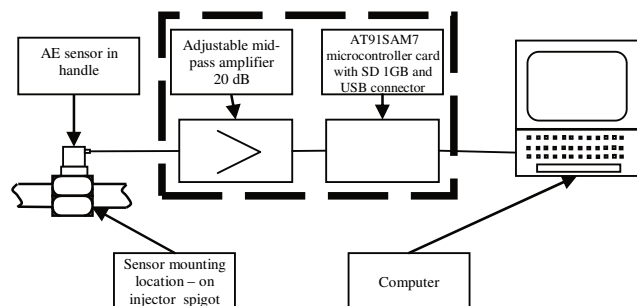 AE sensor in
handle
Adjustable mid-
pass amplifier
20 dB
AT91SAM7
microcontroller card
with SD 1GB and
USB connector
Sensor mounting
location – on
injector spigot
Computer